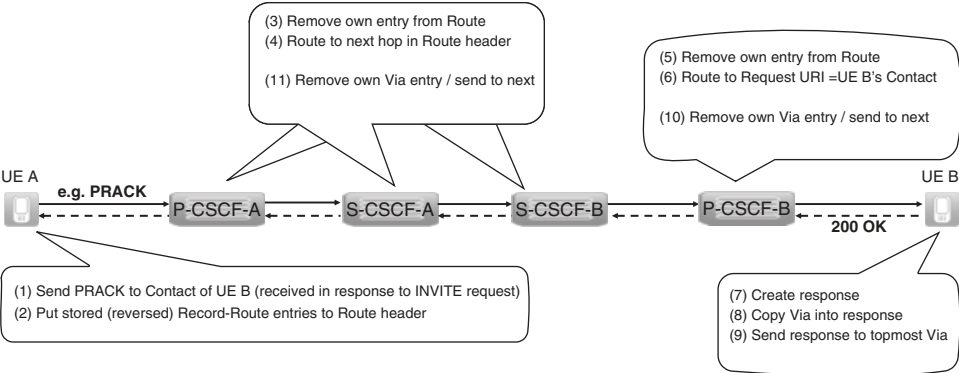 (3) Remove own entry from Route
(4) Route to next hop in Route header
(11) Remove own Via entry / send to next
(5) Remove own entry from Route
(6) Route to Request URI =UE B's Contact
(10) Remove own Via entry / send to next
UE A
e.g. PRACK
P-CSCF-A
S-CSCF-A
S-CSCF-B
P-CSCF-B
UE B
200 OK
(1) Send PRACK to Contact of UE B (received in response to INVITE request)
(2) Put stored (reversed) Record-Route entries to Route header
(7) Create response
(8) Copy Via into response
(9) Send response to topmost Via